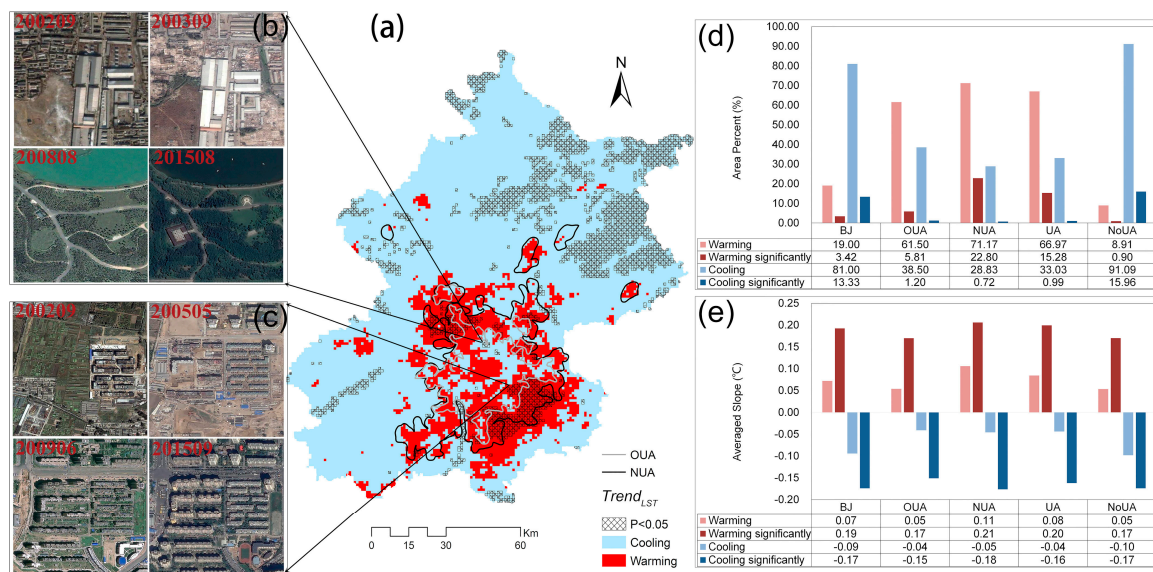 200209
200309
(b)
200808
201508
200209
200505
(c)
200906
201509
(a)
N
OUA
NUA
Trend_LST
P<0.05
Cooling
Warming
Km
0 15 30 60
(d)
Area Percent (%)
100.00
90.00
80.00
70.00
60.00
50.00
40.00
30.00
20.00
10.00
0.00
BJ OUA NUA UA NoUA
Warming 19.00 61.50 71.17 66.97 8.91
Warming significantly 3.42 5.81 22.80 15.28 0.90
Cooling 81.00 38.50 28.83 33.03 91.09
Cooling significantly 13.33 1.20 0.72 0.99 15.96
(e)
Averaged Slope (°C)
0.25
0.20
0.15
0.10
0.05
0.00
-0.05
-0.10
-0.15
-0.20
BJ OUA NUA UA NoUA
Warming 0.07 0.05 0.11 0.08 0.05
Warming significantly 0.19 0.17 0.21 0.20 0.17
Cooling -0.09 -0.04 -0.05 -0.04 -0.10
Cooling significantly -0.17 -0.15 -0.18 -0.16 -0.17